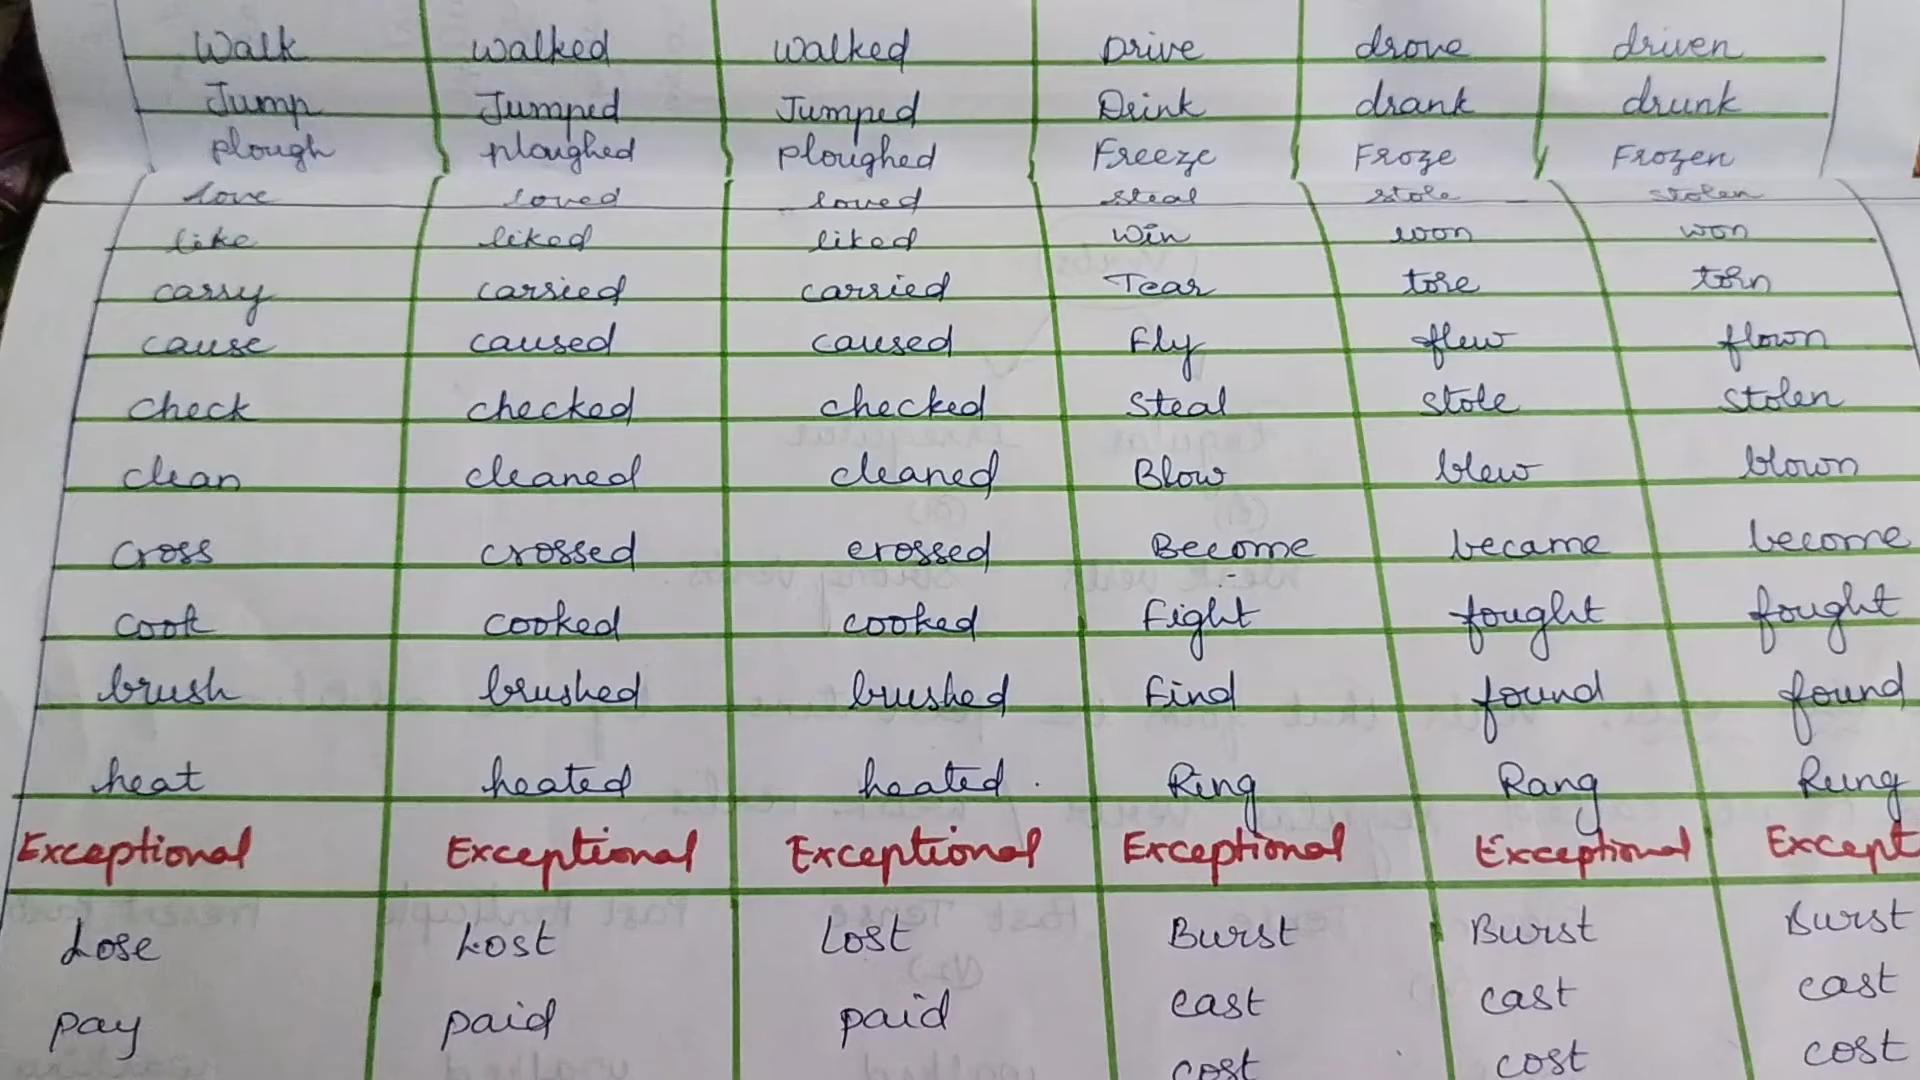 Walk walked walked Drive drove driven
Jump Jumped Jumped Drink drank drunk
plough ploughed ploughed Freeze Froze Frozen
love loved loved steal stole stolen
like liked liked Win won won
carry carried carried Tear tore torn
cause caused caused Fly flew flown
check checked checked Steal stole stolen
clean cleaned cleaned Blow blew blown
cross crossed crossed Become became become
cook cooked cooked Fight fought fought
brush brushed brushed Find found found
heat heated heated Ring Rang Rung
Exceptional Exceptional Exceptional Exceptional Exceptional Except
Lose Lost Lost Burst Burst Burst
pay paid paid cast cast cast
cost cost cost